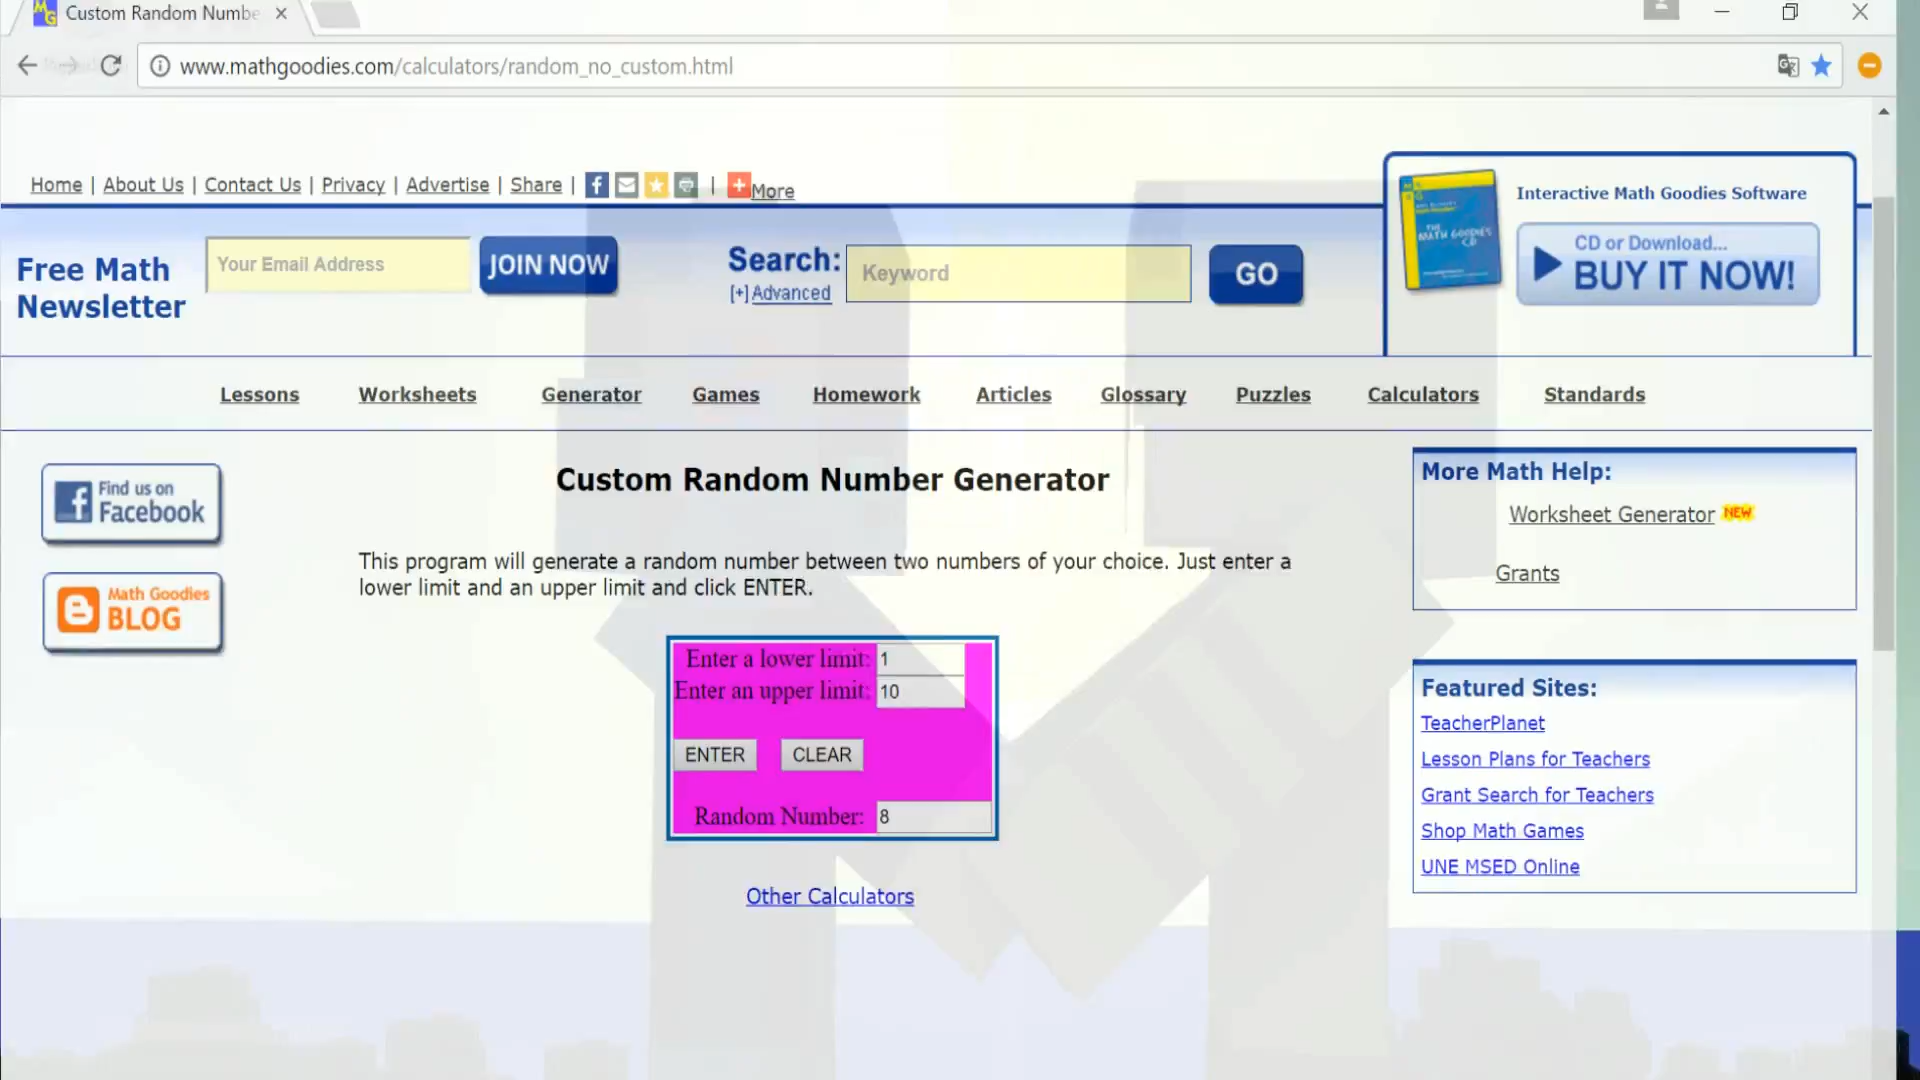 Custom Random Numbe
www.mathgoodies.com/calculators/random_no_custom.html
Home | About Us | Contact Us | Privacy | Advertise | Share | | More
Interactive Math Goodies Software
THE MATH GOODIES CD
CD or Download...
BUY IT NOW!
Free Math
Newsletter
Your Email Address
JOIN NOW
Search:
[+] Advanced
Keyword
GO
Lessons Worksheets Generator Games Homework Articles Glossary Puzzles Calculators Standards
Find us on
Facebook
Math Goodies
BLOG
Custom Random Number Generator
This program will generate a random number between two numbers of your choice. Just enter a
lower limit and an upper limit and click ENTER.
Enter a lower limit: 1
Enter an upper limit: 10
ENTER CLEAR
Random Number: 8
Other Calculators
More Math Help:
Worksheet Generator NEW
Grants
Featured Sites:
TeacherPlanet
Lesson Plans for Teachers
Grant Search for Teachers
Shop Math Games
UNE MSED Online